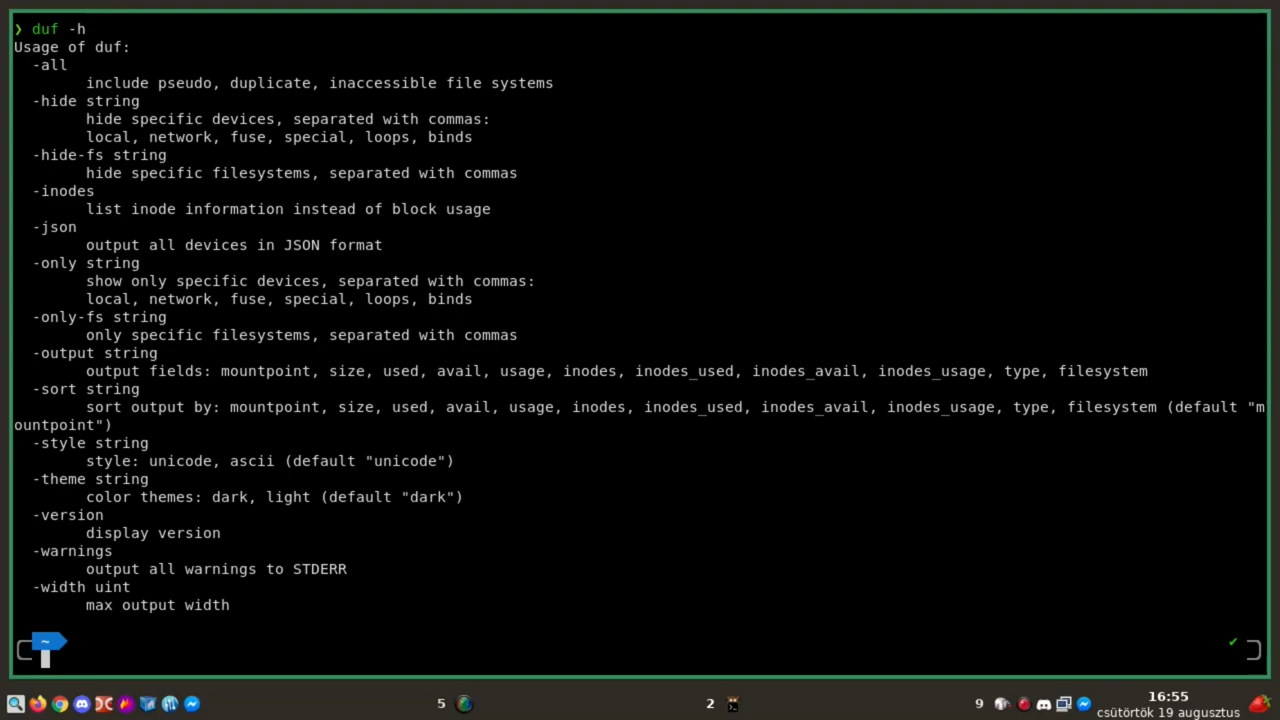 ❯ duf -h
Usage of duf:
  -all
        include pseudo, duplicate, inaccessible file systems
  -hide string
        hide specific devices, separated with commas:
        local, network, fuse, special, loops, binds
  -hide-fs string
        hide specific filesystems, separated with commas
  -inodes
        list inode information instead of block usage
  -json
        output all devices in JSON format
  -only string
        show only specific devices, separated with commas:
        local, network, fuse, special, loops, binds
  -only-fs string
        only specific filesystems, separated with commas
  -output string
        output fields: mountpoint, size, used, avail, usage, inodes, inodes_used, inodes_avail, inodes_usage, type, filesystem
  -sort string
        sort output by: mountpoint, size, used, avail, usage, inodes, inodes_used, inodes_avail, inodes_usage, type, filesystem (default "m
ountpoint")
  -style string
        style: unicode, ascii (default "unicode")
  -theme string
        color themes: dark, light (default "dark")
  -version
        display version
  -warnings
        output all warnings to STDERR
  -width uint
        max output width
~ ✔
5 2 9 16:55
csütörtök 19 augusztus